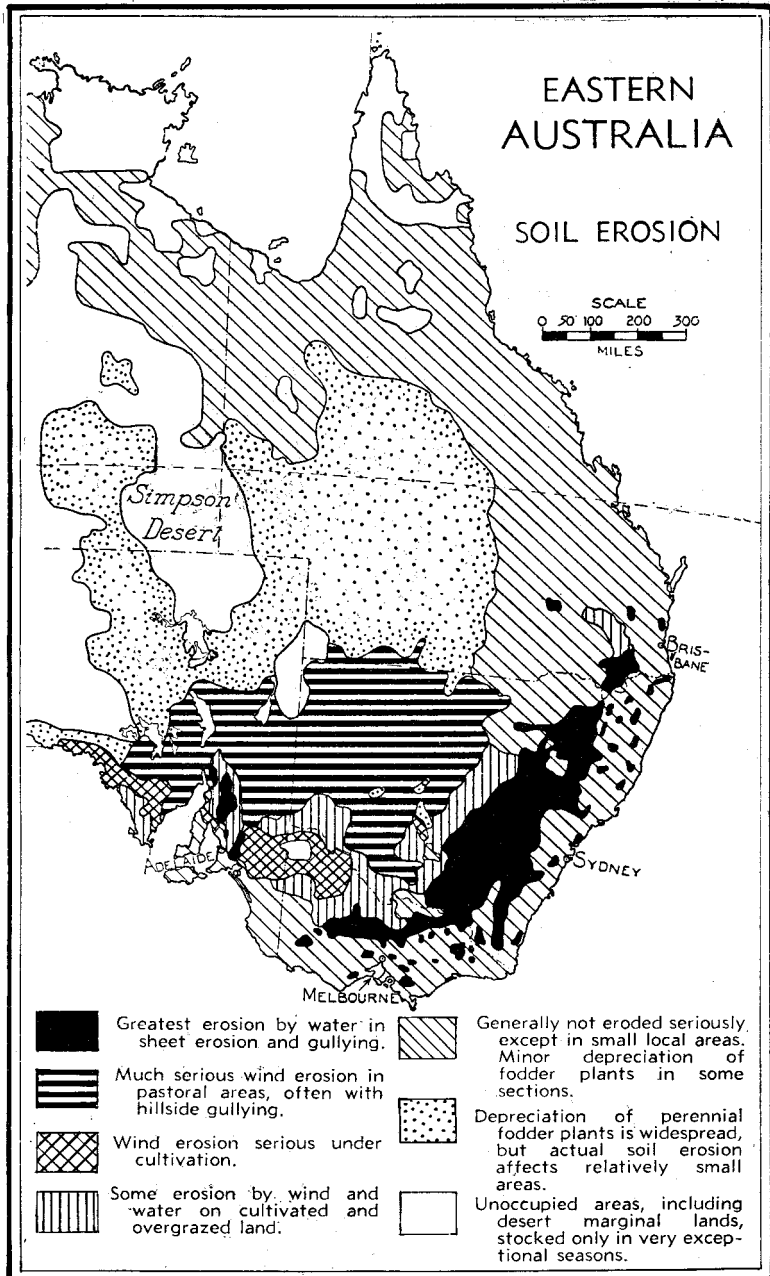 EASTERN
AUSTRALIA
SOIL EROSION
SCALE
0 50 100 200 300
MILES
Simpson
Desert
BRIS-
BANE
ADELAIDE
SYDNEY
MELBOURNE
Greatest erosion by water in
sheet erosion and gullying.
Much serious wind erosion in
pastoral areas, often with
hillside gullying.
Wind erosion serious under
cultivation.
Some erosion by wind and
water on cultivated and
overgrazed land.
Generally not eroded seriously
except in small local areas.
Minor depreciation of
fodder plants in some
sections.
Depreciation of perennial
fodder plants is widespread,
but actual soil erosion
affects relatively small
areas.
Unoccupied areas, including
desert marginal lands,
stocked only in very excep-
tional seasons.